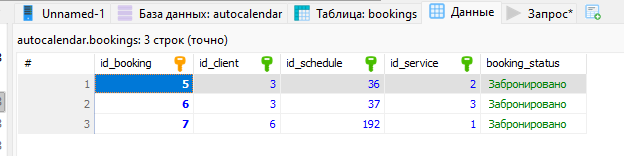 Unnamed-1 База данных: autocalendar Таблица: bookings Данные Запрос*
autocalendar.bookings: 3 строк (точно)
# id_booking id_client id_schedule id_service booking_status
1 5 3 36 2 Забронировано
2 6 3 37 3 Забронировано
3 7 6 192 1 Забронировано